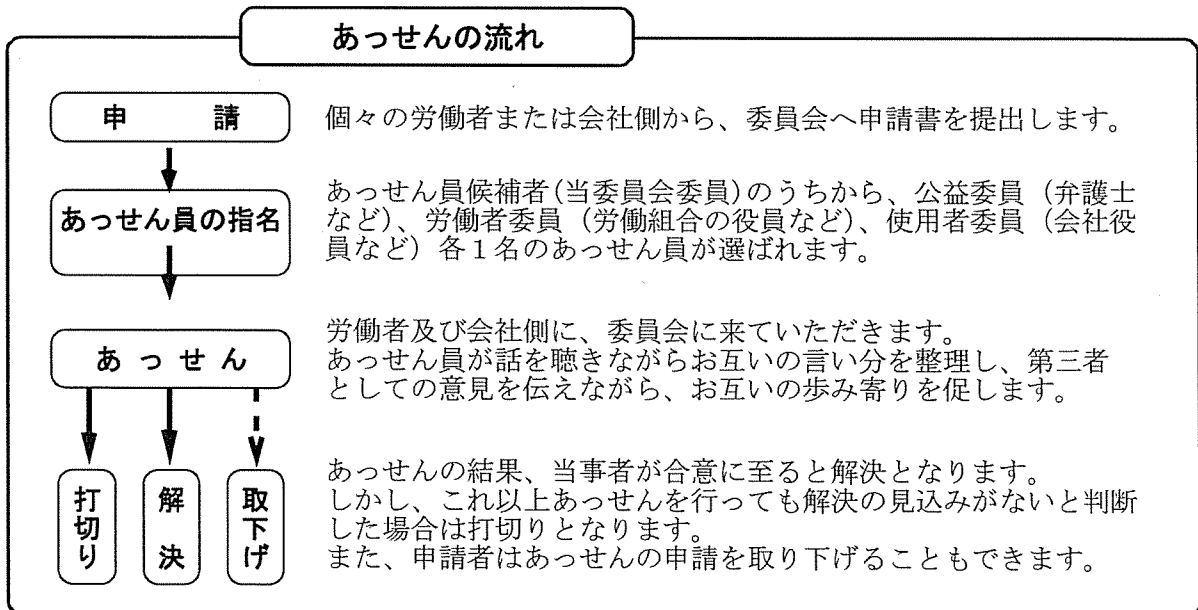 あっせんの流れ
申　　請
個々の労働者または会社側から、委員会へ申請書を提出します。
あっせん員の指名
あっせん員候補者(当委員会委員)のうちから、公益委員（弁護士
など）、労働者委員（労働組合の役員など）、使用者委員（会社役
員など）各１名のあっせん員が選ばれます。
あ っ せ ん
労働者及び会社側に、委員会に来ていただきます。
あっせん員が話を聴きながらお互いの言い分を整理し、第三者
としての意見を伝えながら、お互いの歩み寄りを促します。
打切り
解決
取下げ
あっせんの結果、当事者が合意に至ると解決となります。
しかし、これ以上あっせんを行っても解決の見込みがないと判断
した場合は打切りとなります。
また、申請者はあっせんの申請を取り下げることもできます。